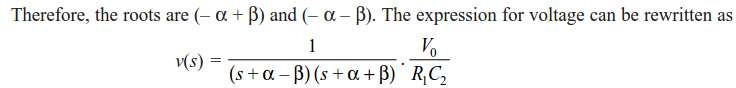 Therefore, the roots are (– α + β) and (– α – β). The expression for voltage can be rewritten as
v(s) = 1 / (s + α – β) (s + α + β) · V₀ / R₁C₂